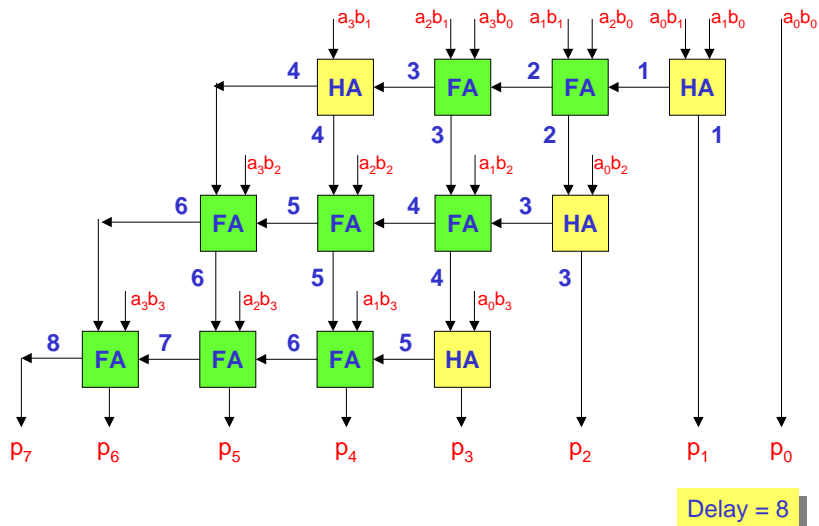 a₃b₁ a₂b₁ a₃b₀ a₁b₁ a₂b₀ a₀b₁ a₁b₀ a₀b₀
4 HA 3 FA 2 FA 1 HA
4 3 2 1
a₃b₂ a₂b₂ a₁b₂ a₀b₂
6 FA 5 FA 4 FA 3 HA
6 5 4 3
a₃b₃ a₂b₃ a₁b₃ a₀b₃
8 FA 7 FA 6 FA 5 HA
p₇ p₆ p₅ p₄ p₃ p₂ p₁ p₀
Delay = 8